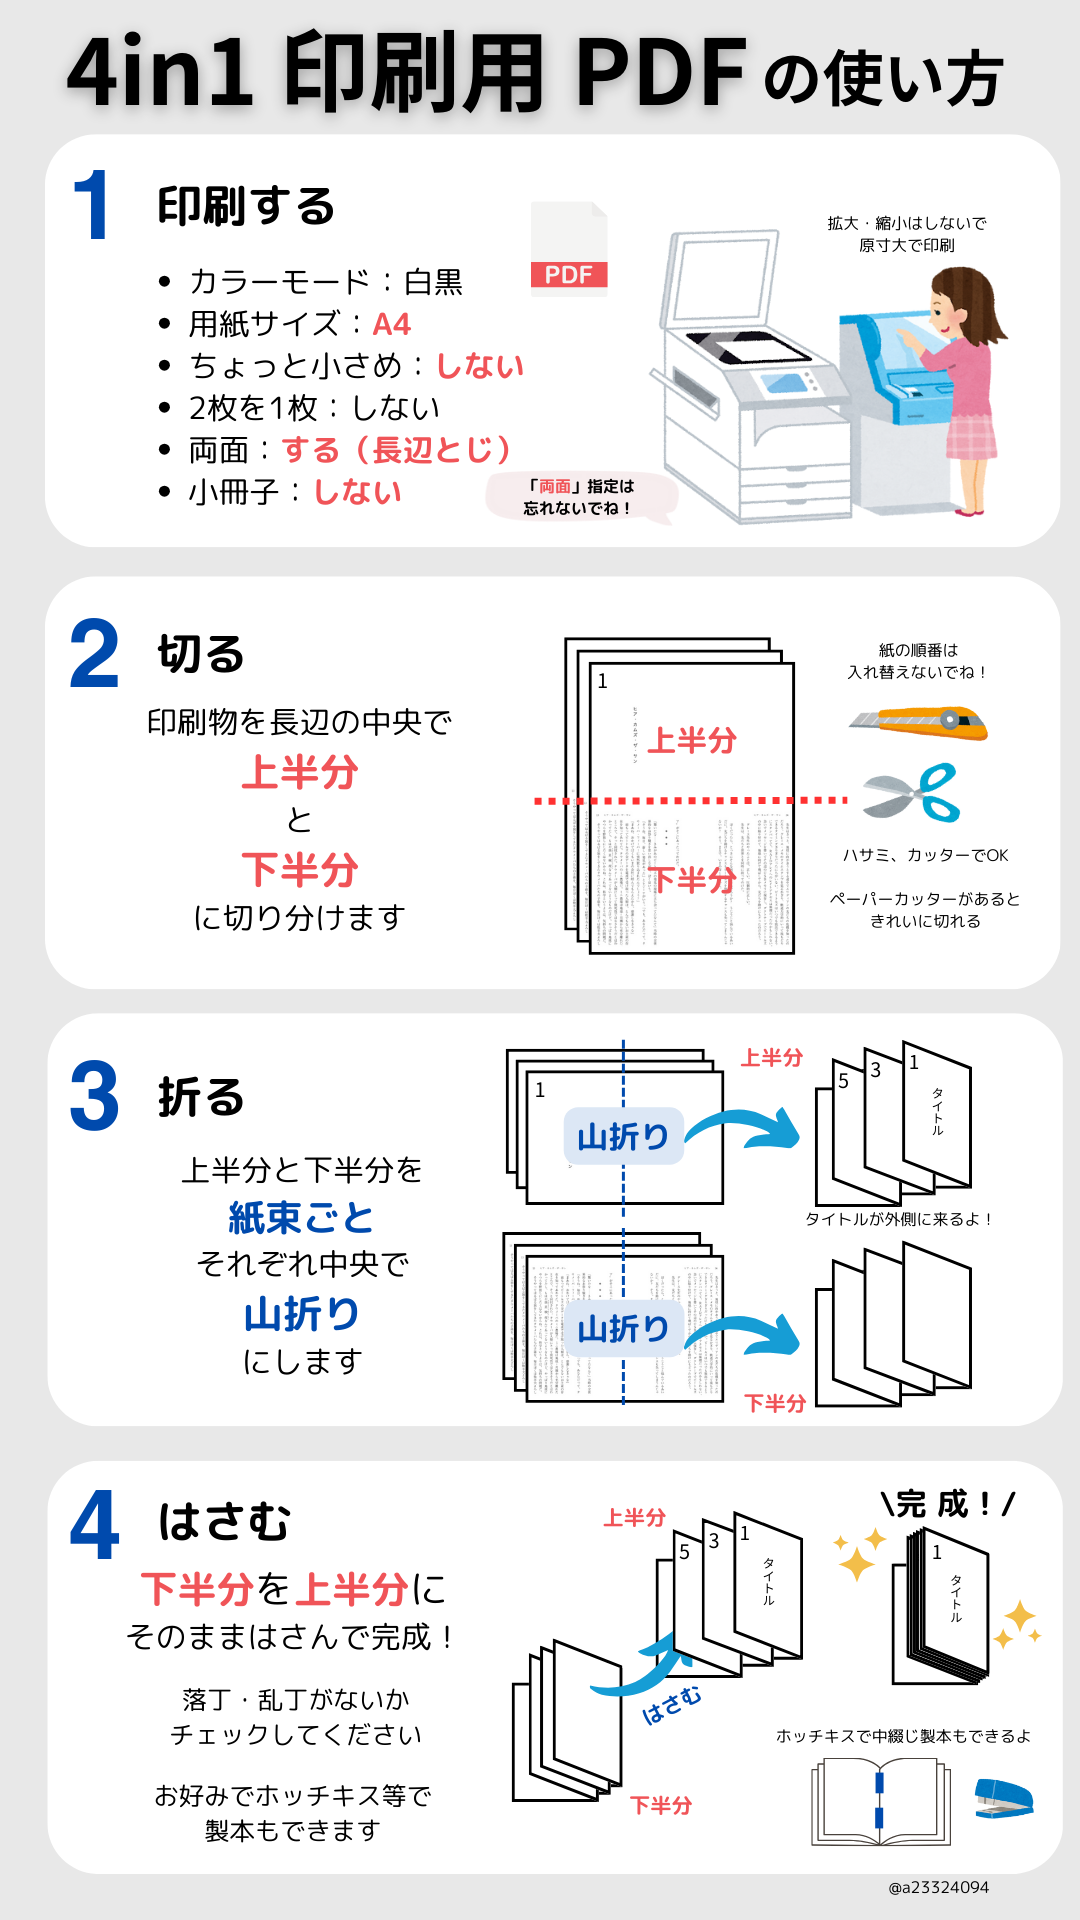 4in1 印刷用 PDF の使い方
1 印刷する
• カラーモード：白黒
• 用紙サイズ：A4
• ちょっと小さめ：しない
• 2枚を1枚：しない
• 両面：する（長辺とじ）
• 小冊子：しない
PDF
拡大・縮小はしないで
原寸大で印刷
「両面」指定は
忘れないでね！
2 切る
印刷物を長辺の中央で
上半分
と
下半分
に切り分けます
1
上半分
下半分
紙の順番は
入れ替えないでね！
ハサミ、カッターでOK
ペーパーカッターがあると
きれいに切れる
3 折る
上半分と下半分を
紙束ごと
それぞれ中央で
山折り
にします
1
山折り
上半分
5
3
1
タイトル
タイトルが外側に来るよ！
山折り
下半分
4 はさむ
下半分を上半分に
そのままはさんで完成！
落丁・乱丁がないか
チェックしてください
お好みでホッチキス等で
製本もできます
上半分
5
3
1
タイトル
はさむ
下半分
\完 成！/
1
タイトル
ホッチキスで中綴じ製本もできるよ
@a23324094